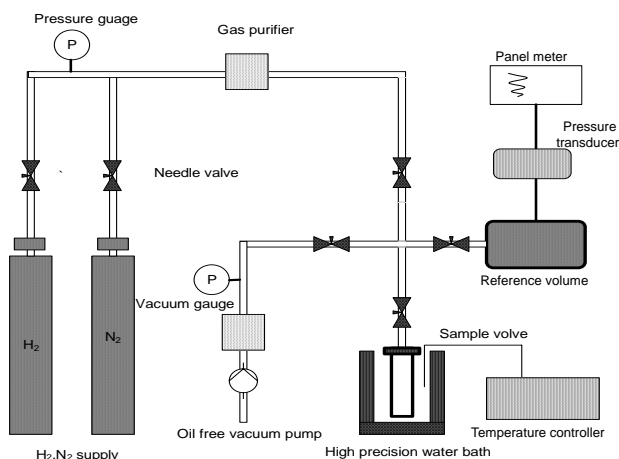 Pressure guage
P
Gas purifier
Panel meter
Pressure
transducer
Needle valve
Reference volume
P
Vacuum gauge
H₂
N₂
Sample volve
Oil free vacuum pump
High precision water bath
Temperature controller
H₂,N₂ supply